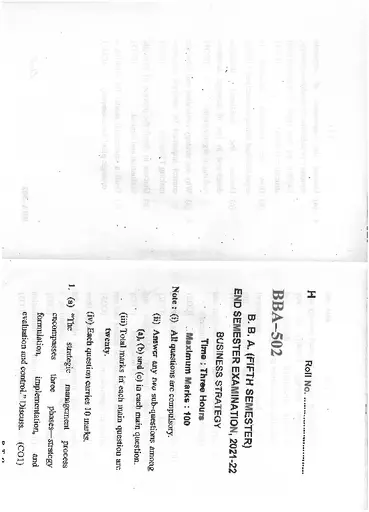 H
Roll No. ..............................
BBA-502
B. B. A. (FIFTH SEMESTER)
END SEMESTER EXAMINATION, 2021-22
BUSINESS STRATEGY
Time : Three Hours
Maximum Marks : 100
Note : (i) All questions are compulsory.
(ii) Answer any two sub-questions among
(a), (b) and (c) in each main question.
(iii) Total marks in each main question are
twenty.
(iv) Each question carries 10 marks.
1. (a) "The strategic management process
encompasses three phases—strategy
formulation, implementation, and
evaluation and control." Discuss. (CO1)